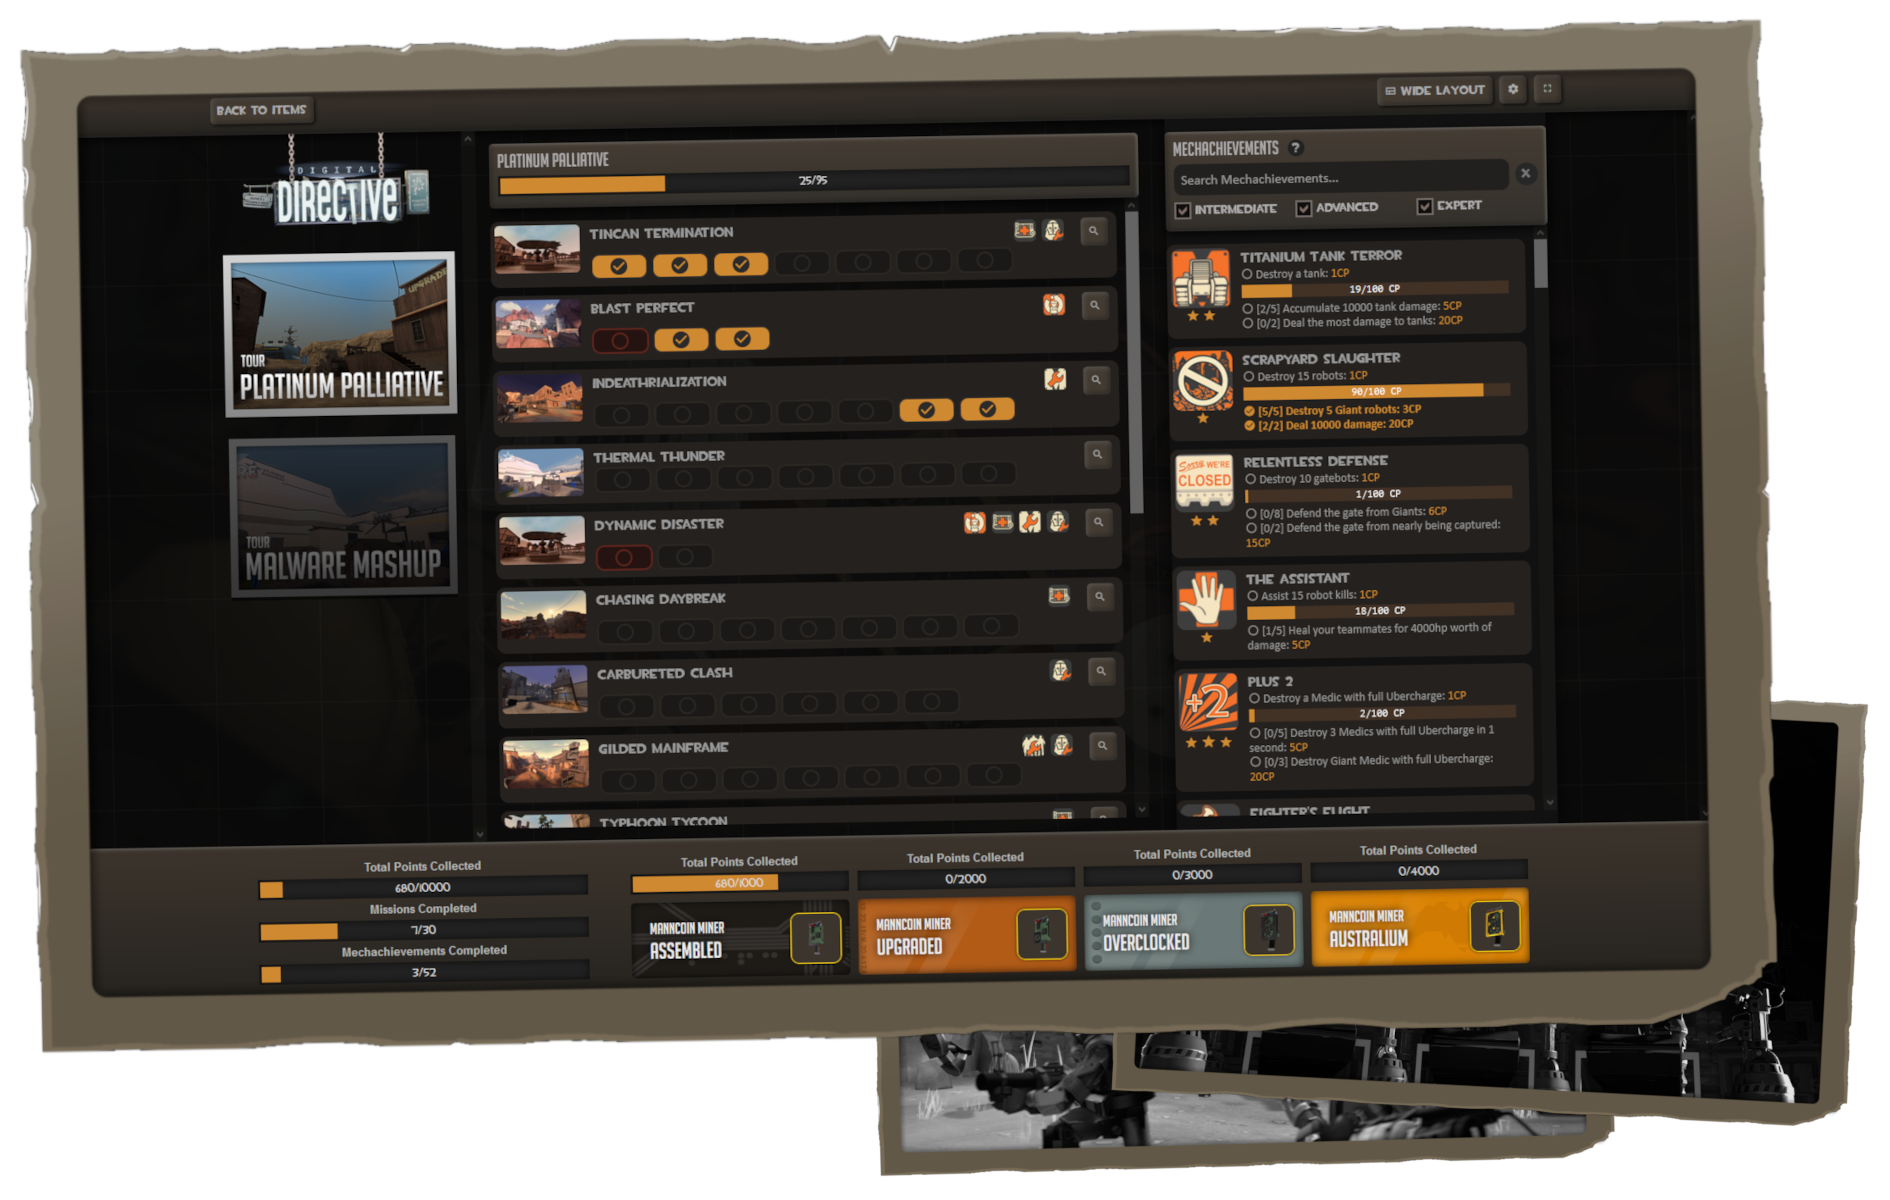 BACK TO ITEMS
WIDE LAYOUT
DIGITAL
DIRECTIVE
TOUR
PLATINUM PALLIATIVE
TOUR
MALWARE MASHUP
PLATINUM PALLIATIVE
25/95
TINCAN TERMINATION
BLAST PERFECT
INDEATHRIALIZATION
THERMAL THUNDER
DYNAMIC DISASTER
CHASING DAYBREAK
CARBURETED CLASH
GILDED MAINFRAME
TYPHOON TYCOON
MECHACHIEVEMENTS ?
Search Mechachievements...
INTERMEDIATE ADVANCED EXPERT
TITANIUM TANK TERROR
Destroy a tank: 1CP
19/100 CP
[2/5] Accumulate 10000 tank damage: 5CP
[0/2] Deal the most damage to tanks: 20CP
SCRAPYARD SLAUGHTER
Destroy 15 robots: 1CP
90/100 CP
[5/5] Destroy 5 Giant robots: 3CP
[2/2] Deal 10000 damage: 20CP
Sorry WE'RE
CLOSED
RELENTLESS DEFENSE
Destroy 10 gatebots: 1CP
1/100 CP
[0/8] Defend the gate from Giants: 6CP
[0/2] Defend the gate from nearly being captured:
15CP
THE ASSISTANT
Assist 15 robot kills: 1CP
18/100 CP
[1/5] Heal your teammates for 4000hp worth of
damage: 5CP
+2
PLUS 2
Destroy a Medic with full Ubercharge: 1CP
2/100 CP
[0/5] Destroy 3 Medics with full Ubercharge in 1
second: 5CP
[0/3] Destroy Giant Medic with full Ubercharge:
20CP
FIGHTER'S FLIGHT
Total Points Collected
680/10000
Missions Completed
7/30
Mechachievements Completed
3/52
Total Points Collected
680/1000
MANNCOIN MINER
ASSEMBLED
Total Points Collected
0/2000
MANNCOIN MINER
UPGRADED
Total Points Collected
0/3000
MANNCOIN MINER
OVERCLOCKED
Total Points Collected
0/4000
MANNCOIN MINER
AUSTRALIUM